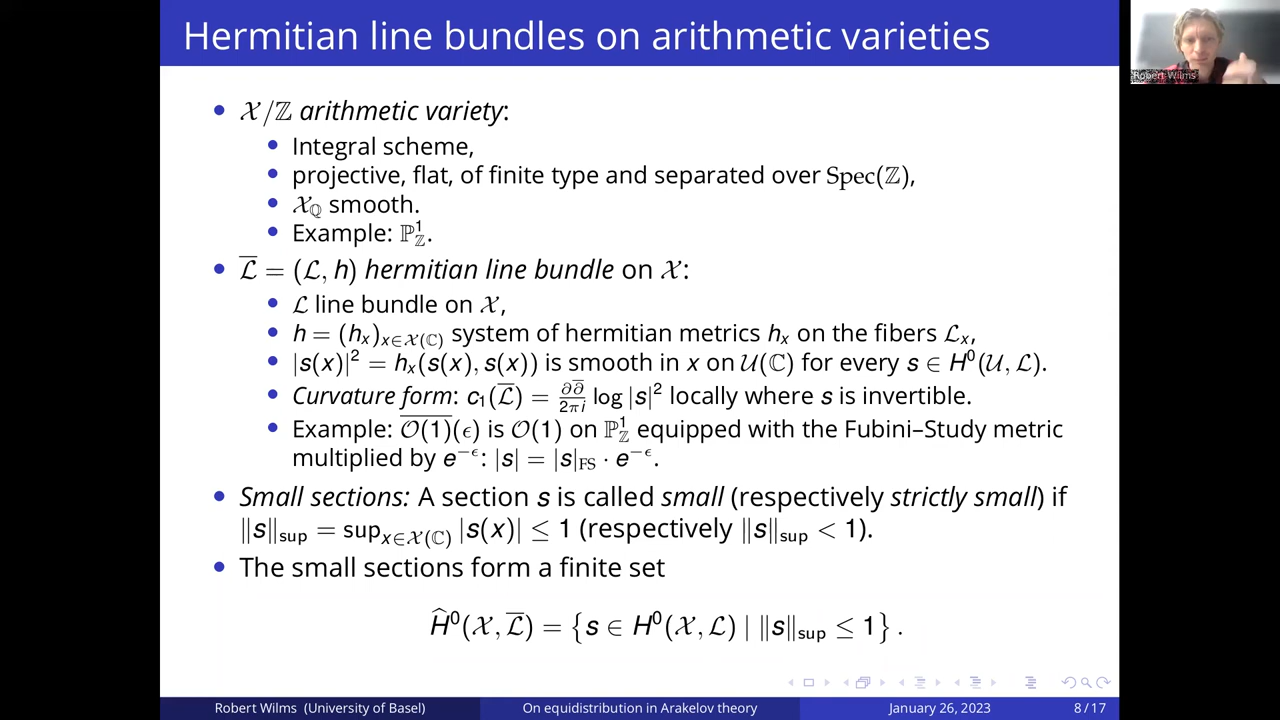 Hermitian line bundles on arithmetic varieties
Robert Wilms
• 𝒳/ℤ arithmetic variety:
• Integral scheme,
• projective, flat, of finite type and separated over Spec(ℤ),
• 𝒳_ℚ smooth.
• Example: ℙ¹_ℤ.
• ℒ̅ = (ℒ, h) hermitian line bundle on 𝒳:
• ℒ line bundle on 𝒳,
• h = (hₓ)_{x∈𝒳(ℂ)} system of hermitian metrics hₓ on the fibers ℒₓ,
• |s(x)|² = hₓ(s(x), s(x)) is smooth in x on 𝒰(ℂ) for every s ∈ H⁰(𝒰, ℒ).
• Curvature form: c₁(ℒ̅) = ∂∂̅/2πi log |s|² locally where s is invertible.
• Example: \overline{𝒪(1)}(ϵ) is 𝒪(1) on ℙ¹_ℤ equipped with the Fubini–Study metric
multiplied by e^{−ϵ}: |s| = |s|_FS · e^{−ϵ}.
• Small sections: A section s is called small (respectively strictly small) if
‖s‖_sup = sup_{x∈𝒳(ℂ)} |s(x)| ≤ 1 (respectively ‖s‖_sup < 1).
• The small sections form a finite set
Ĥ⁰(𝒳, ℒ̅) = {s ∈ H⁰(𝒳, ℒ) | ‖s‖_sup ≤ 1}.
Robert Wilms (University of Basel)
On equidistribution in Arakelov theory
January 26, 2023
8 / 17